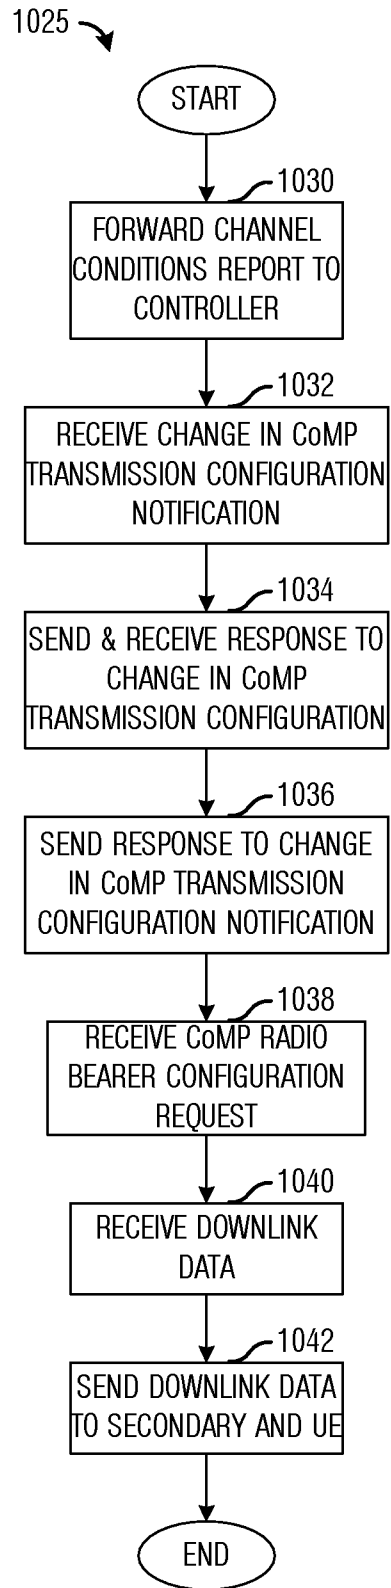 1025
START
1030
FORWARD CHANNEL
CONDITIONS REPORT TO
CONTROLLER
1032
RECEIVE CHANGE IN CoMP
TRANSMISSION CONFIGURATION
NOTIFICATION
1034
SEND & RECEIVE RESPONSE TO
CHANGE IN CoMP
TRANSMISSION CONFIGURATION
1036
SEND RESPONSE TO CHANGE
IN CoMP TRANSMISSION
CONFIGURATION NOTIFICATION
1038
RECEIVE CoMP RADIO
BEARER CONFIGURATION
REQUEST
1040
RECEIVE DOWNLINK
DATA
1042
SEND DOWNLINK DATA
TO SECONDARY AND UE
END